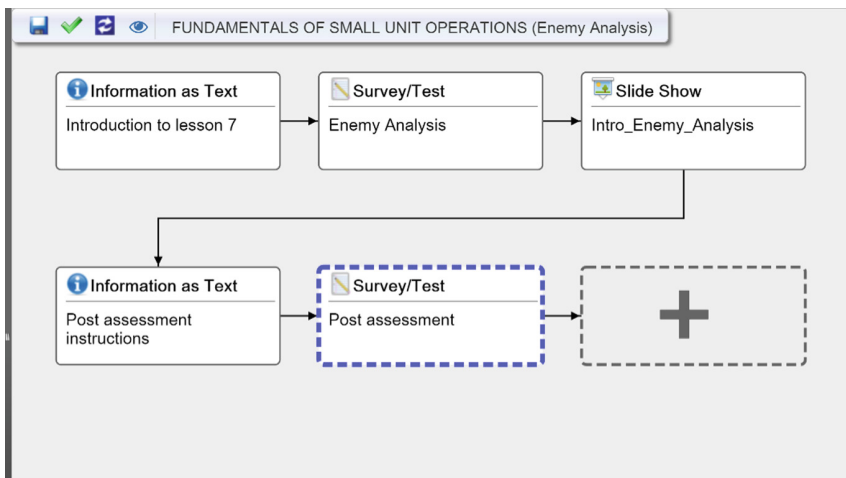 FUNDAMENTALS OF SMALL UNIT OPERATIONS (Enemy Analysis)
Information as Text
Introduction to lesson 7
Survey/Test
Enemy Analysis
Slide Show
Intro_Enemy_Analysis
Information as Text
Post assessment
instructions
Survey/Test
Post assessment